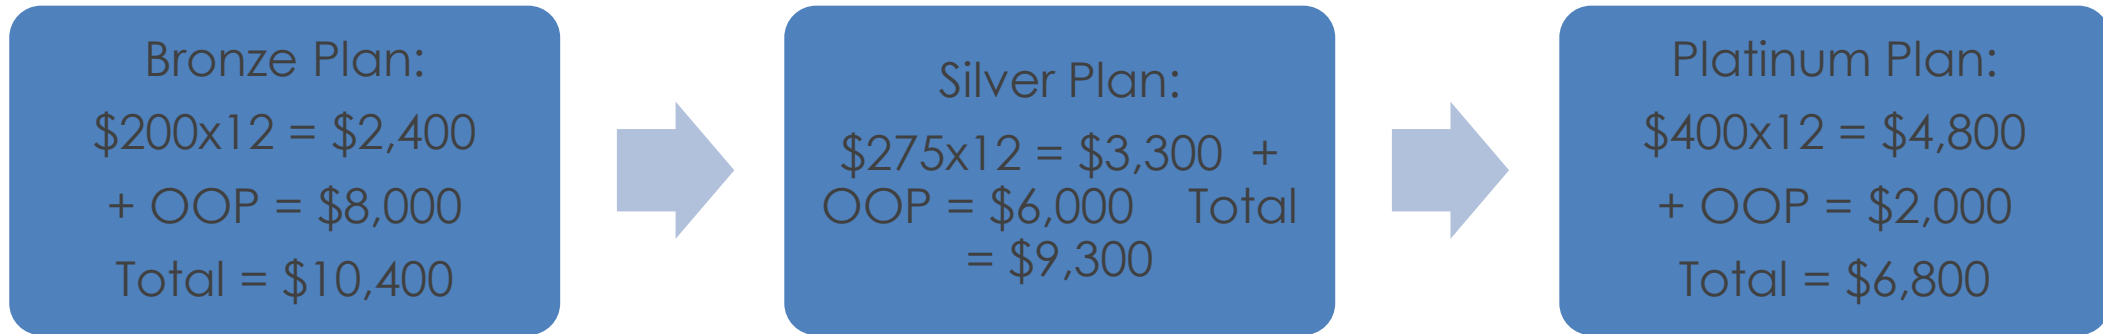 Bronze Plan:
$200x12 = $2,400
+ OOP = $8,000
Total = $10,400
Silver Plan:
$275x12 = $3,300 +
OOP = $6,000 Total
= $9,300
Platinum Plan:
$400x12 = $4,800
+ OOP = $2,000
Total = $6,800